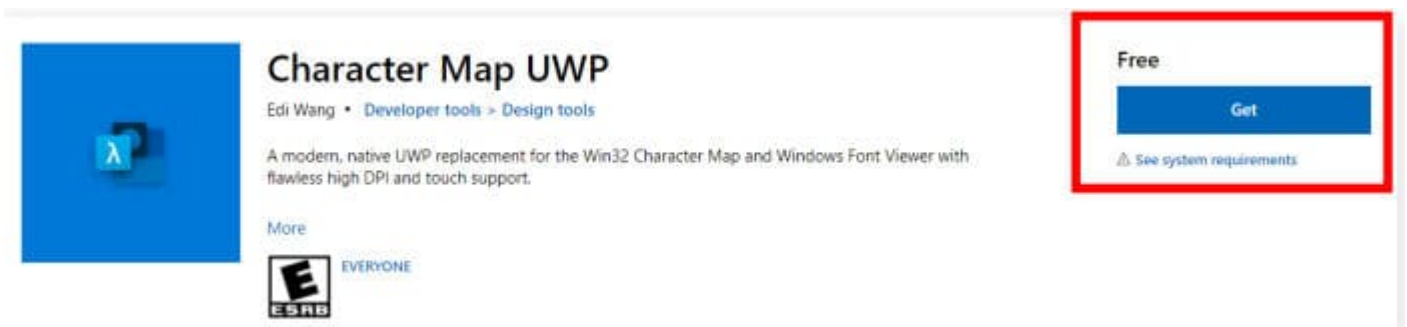 Character Map UWP
Edi Wang • Developer tools > Design tools
A modern, native UWP replacement for the Win32 Character Map and Windows Font Viewer with
flawless high DPI and touch support.
More
E
EVERYONE
ESRB
Free
Get
⚠ See system requirements
λ